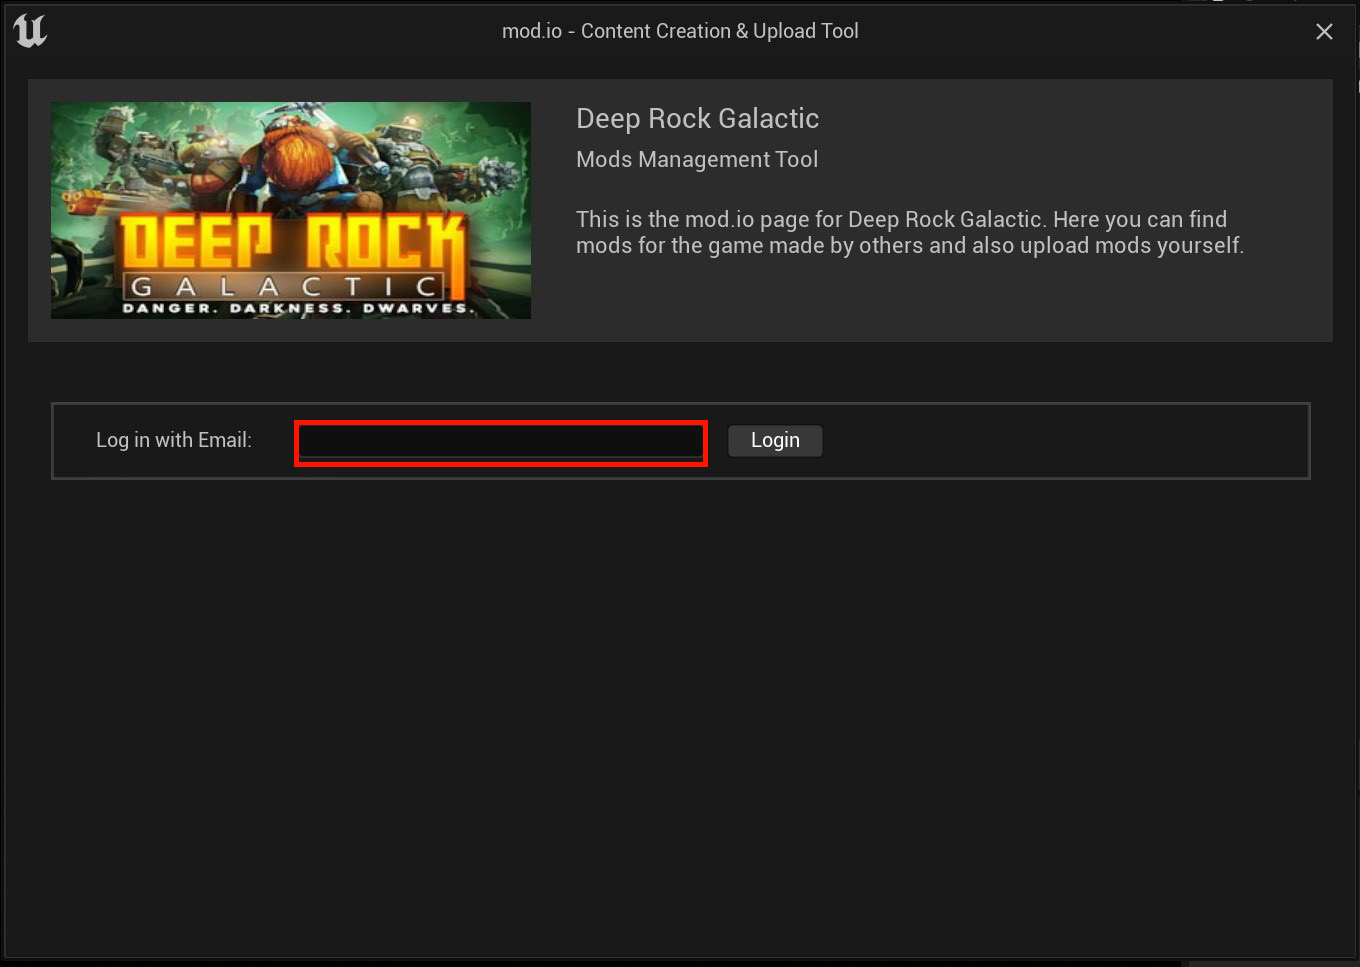 mod.io - Content Creation & Upload Tool
Deep Rock Galactic
Mods Management Tool
This is the mod.io page for Deep Rock Galactic. Here you can find
mods for the game made by others and also upload mods yourself.
DEEP ROCK
GALACTIC
DANGER. DARKNESS. DWARVES.
Log in with Email:
Login